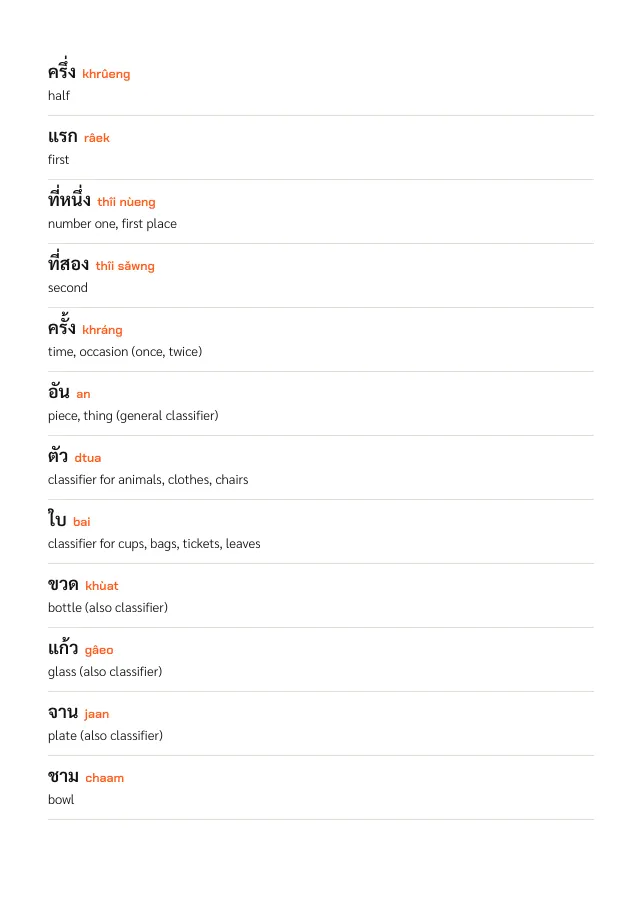 ครึ่ง khrûeng
half
แรก râek
first
ที่หนึ่ง thîi nùeng
number one, first place
ที่สอง thîi sǎwng
second
ครั้ง khráng
time, occasion (once, twice)
อัน an
piece, thing (general classifier)
ตัว dtua
classifier for animals, clothes, chairs
ใบ bai
classifier for cups, bags, tickets, leaves
ขวด khùat
bottle (also classifier)
แก้ว gâeo
glass (also classifier)
จาน jaan
plate (also classifier)
ชาม chaam
bowl